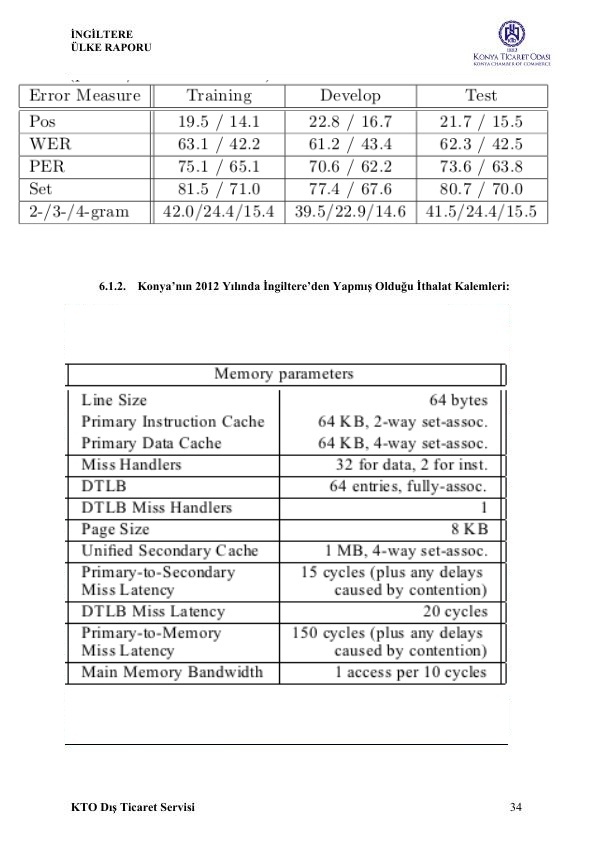 İNGİLTERE
ÜLKE RAPORU
KONYA TİCARET ODASI
KONYA CHAMBER OF COMMERCE
Error Measure Training Develop Test
Pos 19.5 / 14.1 22.8 / 16.7 21.7 / 15.5
WER 63.1 / 42.2 61.2 / 43.4 62.3 / 42.5
PER 75.1 / 65.1 70.6 / 62.2 73.6 / 63.8
Set 81.5 / 71.0 77.4 / 67.6 80.7 / 70.0
2-/3-/4-gram 42.0/24.4/15.4 39.5/22.9/14.6 41.5/24.4/15.5
6.1.2. Konya’nın 2012 Yılında İngiltere’den Yapmış Olduğu İthalat Kalemleri:
Memory parameters
Line Size 64 bytes
Primary Instruction Cache 64 KB, 2-way set-assoc.
Primary Data Cache 64 KB, 4-way set-assoc.
Miss Handlers 32 for data, 2 for inst.
DTLB 64 entries, fully-assoc.
DTLB Miss Handlers 1
Page Size 8 KB
Unified Secondary Cache 1 MB, 4-way set-assoc.
Primary-to-Secondary 15 cycles (plus any delays
Miss Latency caused by contention)
DTLB Miss Latency 20 cycles
Primary-to-Memory 150 cycles (plus any delays
Miss Latency caused by contention)
Main Memory Bandwidth 1 access per 10 cycles
KTO Dış Ticaret Servisi 34